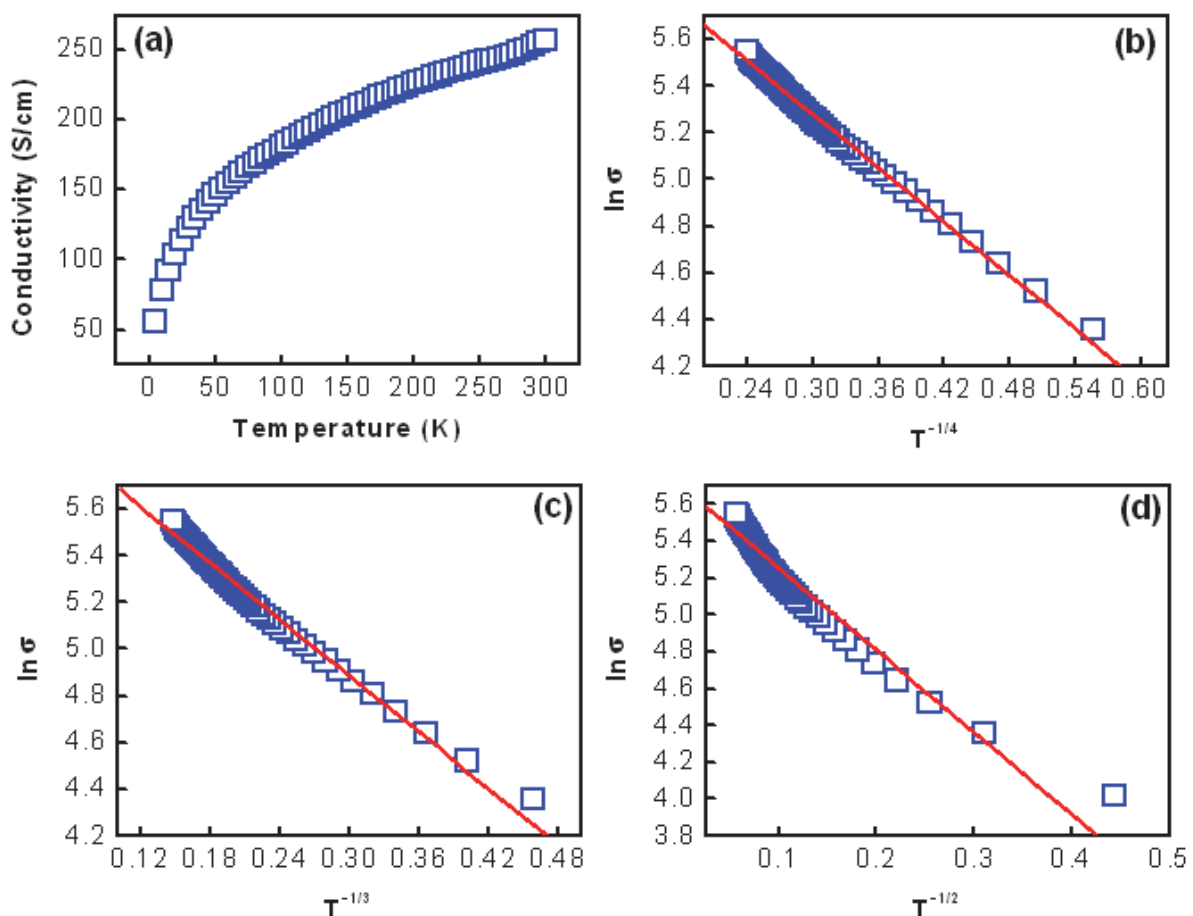 (a)
Conductivity (S/cm)
250
200
150
100
50
0 50 100 150 200 250 300
Temperature (K)
(b)
ln σ
5.6
5.4
5.2
5.0
4.8
4.6
4.4
4.2
0.24 0.30 0.36 0.42 0.48 0.54 0.60
T⁻¹/⁴
(c)
ln σ
5.6
5.4
5.2
5.0
4.8
4.6
4.4
4.2
0.12 0.18 0.24 0.30 0.36 0.42 0.48
T⁻¹/³
(d)
ln σ
5.6
5.4
5.2
5.0
4.8
4.6
4.4
4.2
4.0
3.8
0.1 0.2 0.3 0.4 0.5
T⁻¹/²